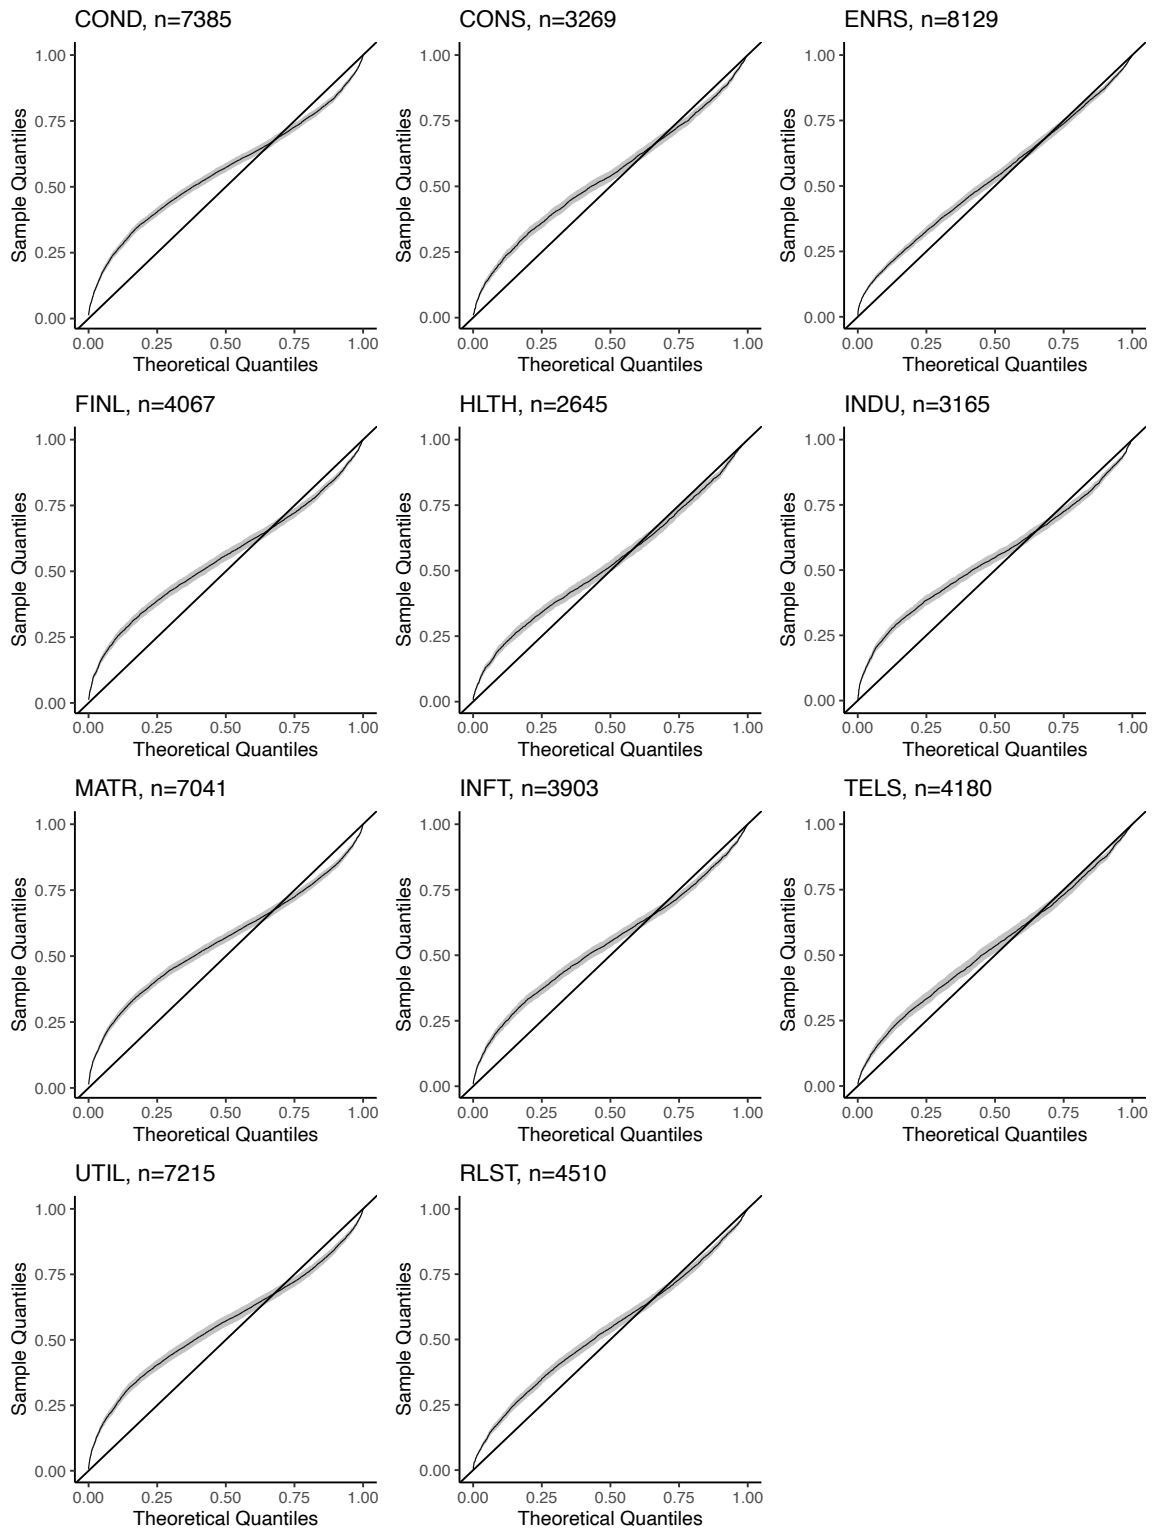 COND, n=7385
CONS, n=3269
ENRS, n=8129
1.00
0.75
0.50
0.25
0.00
Sample Quantiles
0.00 0.25 0.50 0.75 1.00
Theoretical Quantiles
1.00
0.75
0.50
0.25
0.00
Sample Quantiles
0.00 0.25 0.50 0.75 1.00
Theoretical Quantiles
1.00
0.75
0.50
0.25
0.00
Sample Quantiles
0.00 0.25 0.50 0.75 1.00
Theoretical Quantiles
FINL, n=4067
HLTH, n=2645
INDU, n=3165
1.00
0.75
0.50
0.25
0.00
Sample Quantiles
0.00 0.25 0.50 0.75 1.00
Theoretical Quantiles
1.00
0.75
0.50
0.25
0.00
Sample Quantiles
0.00 0.25 0.50 0.75 1.00
Theoretical Quantiles
1.00
0.75
0.50
0.25
0.00
Sample Quantiles
0.00 0.25 0.50 0.75 1.00
Theoretical Quantiles
MATR, n=7041
INFT, n=3903
TELS, n=4180
1.00
0.75
0.50
0.25
0.00
Sample Quantiles
0.00 0.25 0.50 0.75 1.00
Theoretical Quantiles
1.00
0.75
0.50
0.25
0.00
Sample Quantiles
0.00 0.25 0.50 0.75 1.00
Theoretical Quantiles
1.00
0.75
0.50
0.25
0.00
Sample Quantiles
0.00 0.25 0.50 0.75 1.00
Theoretical Quantiles
UTIL, n=7215
RLST, n=4510
1.00
0.75
0.50
0.25
0.00
Sample Quantiles
0.00 0.25 0.50 0.75 1.00
Theoretical Quantiles
1.00
0.75
0.50
0.25
0.00
Sample Quantiles
0.00 0.25 0.50 0.75 1.00
Theoretical Quantiles